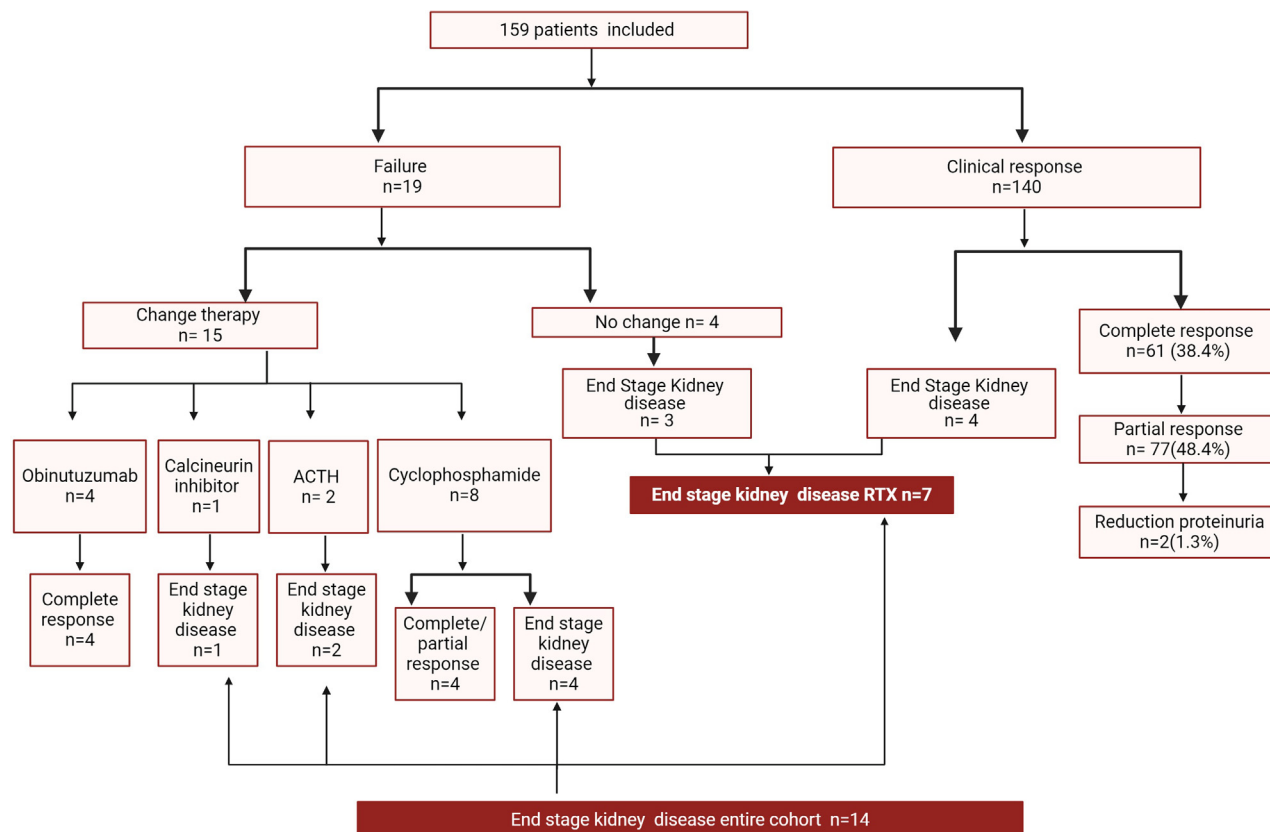 159 patients included
Failure
n=19
Clinical response
n=140
Change therapy
n= 15
No change n= 4
Complete response
n=61 (38.4%)
End Stage Kidney
disease
n= 3
End Stage Kidney
disease
n= 4
Partial response
n= 77(48.4%)
Obinutuzumab
n=4
Calcineurin
inhibitor
n=1
ACTH
n= 2
Cyclophosphamide
n=8
End stage kidney disease RTX n=7
Reduction proteinuria
n=2(1.3%)
Complete
response
n=4
End stage
kidney
disease
n=1
End stage
kidney
disease
n=2
Complete/
partial
response
n=4
End stage
kidney
disease
n=4
End stage kidney disease entire cohort n=14